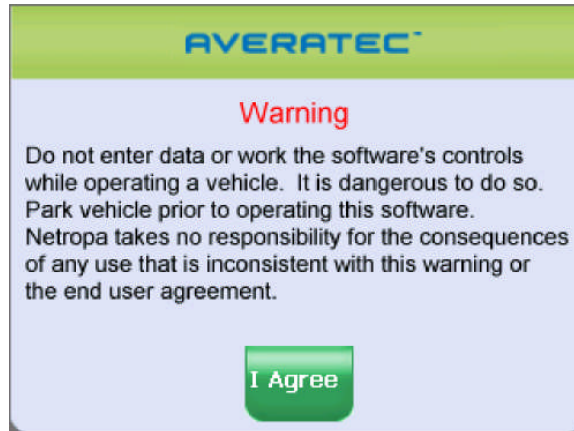 AVERATEC™
Warning
Do not enter data or work the software's controls
while operating a vehicle.  It is dangerous to do so.
Park vehicle prior to operating this software.
Netropa takes no responsibility for the consequences
of any use that is inconsistent with this warning or
the end user agreement.
I Agree